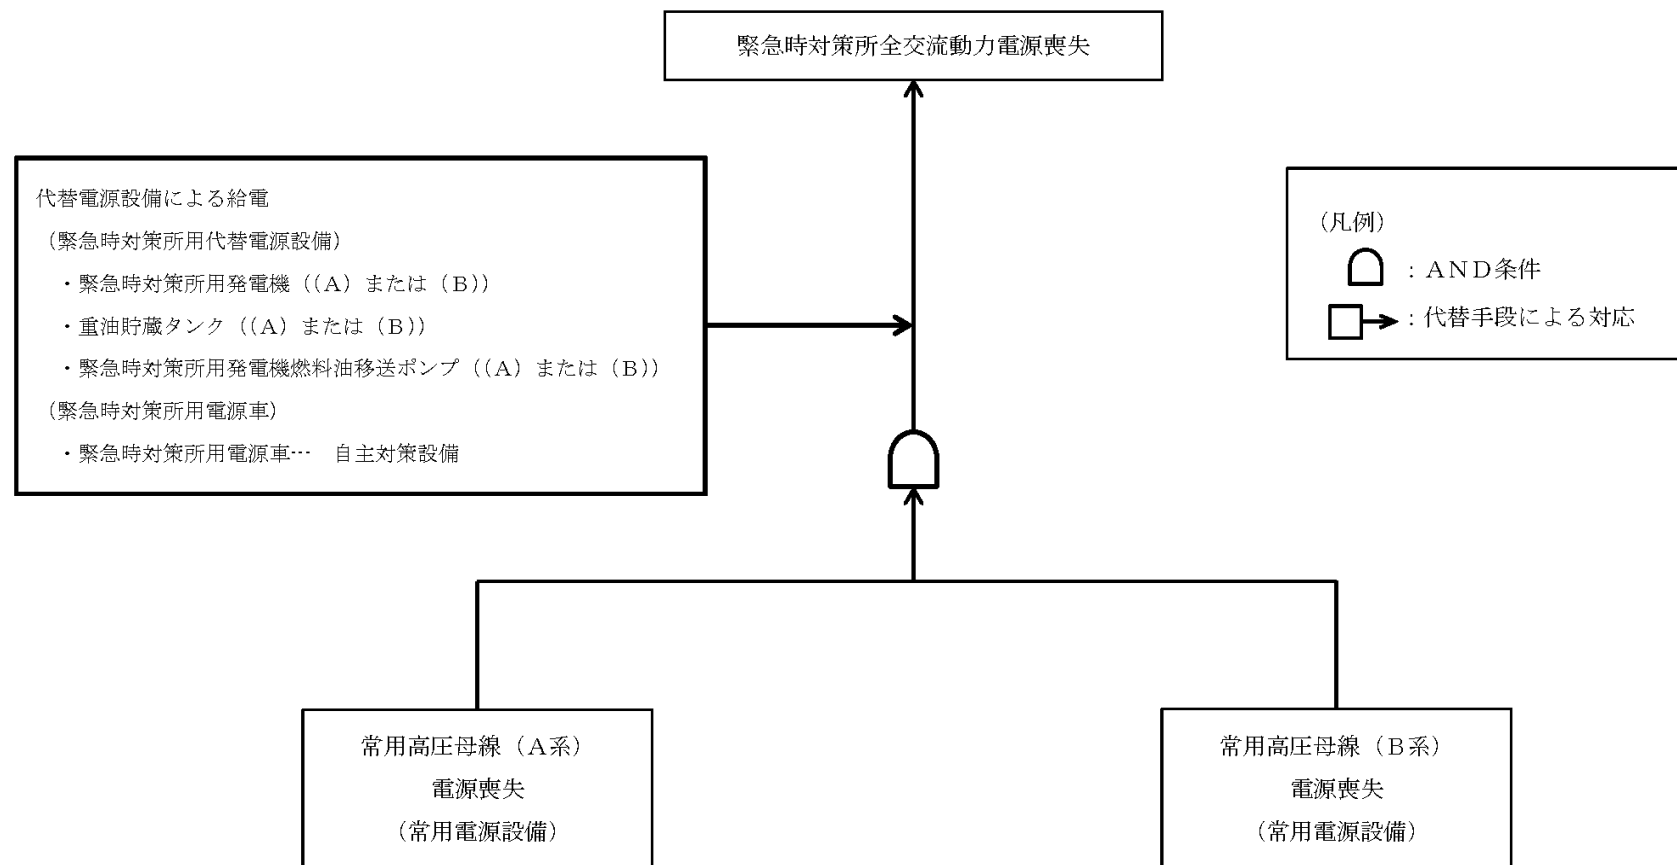 緊急時対策所全交流動力電源喪失
代替電源設備による給電
（緊急時対策所用代替電源設備）
・緊急時対策所用発電機（(Ａ）または（Ｂ））
・重油貯蔵タンク（(Ａ）または（Ｂ））
・緊急時対策所用発電機燃料油移送ポンプ（(Ａ）または（Ｂ））
（緊急時対策所用電源車）
・緊急時対策所用電源車…　自主対策設備
（凡例）
：ＡＮＤ条件
：代替手段による対応
常用高圧母線（Ａ系）
電源喪失
（常用電源設備）
常用高圧母線（Ｂ系）
電源喪失
（常用電源設備）